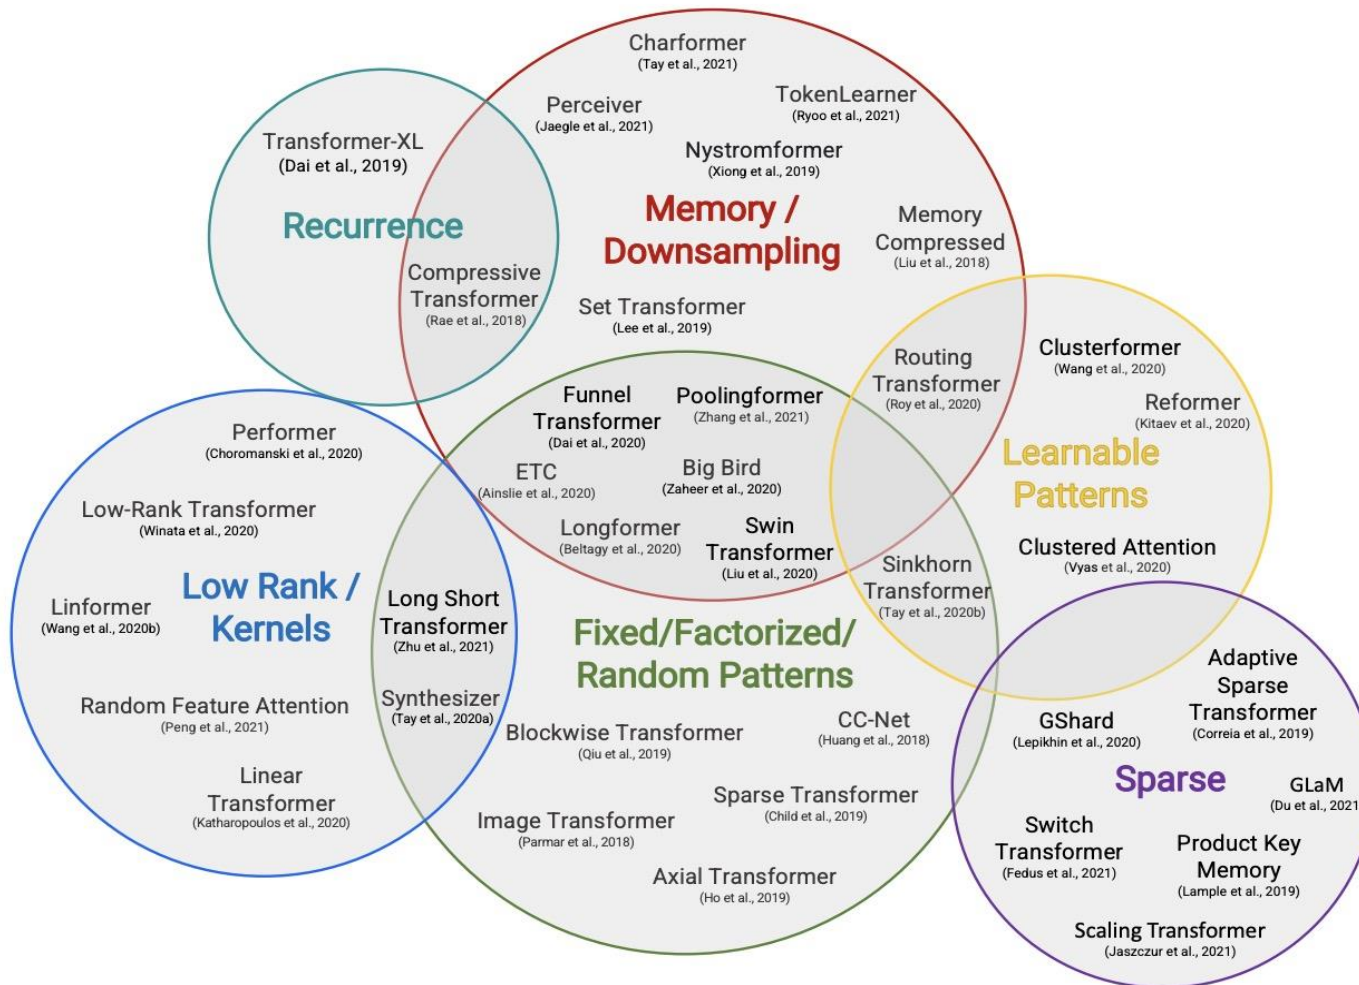 Charformer
(Tay et al., 2021)
Perceiver
(Jaegle et al., 2021)
TokenLearner
(Ryoo et al., 2021)
Transformer-XL
(Dai et al., 2019)
Nystromformer
(Xiong et al., 2019)
Recurrence
Memory /
Downsampling
Memory
Compressed
(Liu et al., 2018)
Compressive
Transformer
(Rae et al., 2018)
Set Transformer
(Lee et al., 2019)
Routing
Transformer
(Roy et al., 2020)
Clusterformer
(Wang et al., 2020)
Reformer
(Kitaev et al., 2020)
Learnable
Patterns
Funnel
Transformer
(Dai et al., 2020)
Poolingformer
(Zhang et al., 2021)
ETC
(Ainslie et al., 2020)
Big Bird
(Zaheer et al., 2020)
Longformer
(Beltagy et al., 2020)
Swin
Transformer
(Liu et al., 2020)
Sinkhorn
Transformer
(Tay et al., 2020b)
Clustered Attention
(Vyas et al., 2020)
Performer
(Choromanski et al., 2020)
Low-Rank Transformer
(Winata et al., 2020)
Low Rank /
Kernels
Linformer
(Wang et al., 2020b)
Long Short
Transformer
(Zhu et al., 2021)
Synthesizer
(Tay et al., 2020a)
Random Feature Attention
(Peng et al., 2021)
Linear
Transformer
(Katharopoulos et al., 2020)
Fixed/Factorized/
Random Patterns
Blockwise Transformer
(Qiu et al., 2019)
CC-Net
(Huang et al., 2018)
Sparse Transformer
(Child et al., 2019)
Image Transformer
(Parmar et al., 2018)
Axial Transformer
(Ho et al., 2019)
Adaptive
Sparse
Transformer
(Correia et al., 2019)
GShard
(Lepikhin et al., 2020)
Sparse
GLaM
(Du et al., 2021
Switch
Transformer
(Fedus et al., 2021)
Product Key
Memory
(Lample et al., 2019)
Scaling Transformer
(Jaszczur et al., 2021)